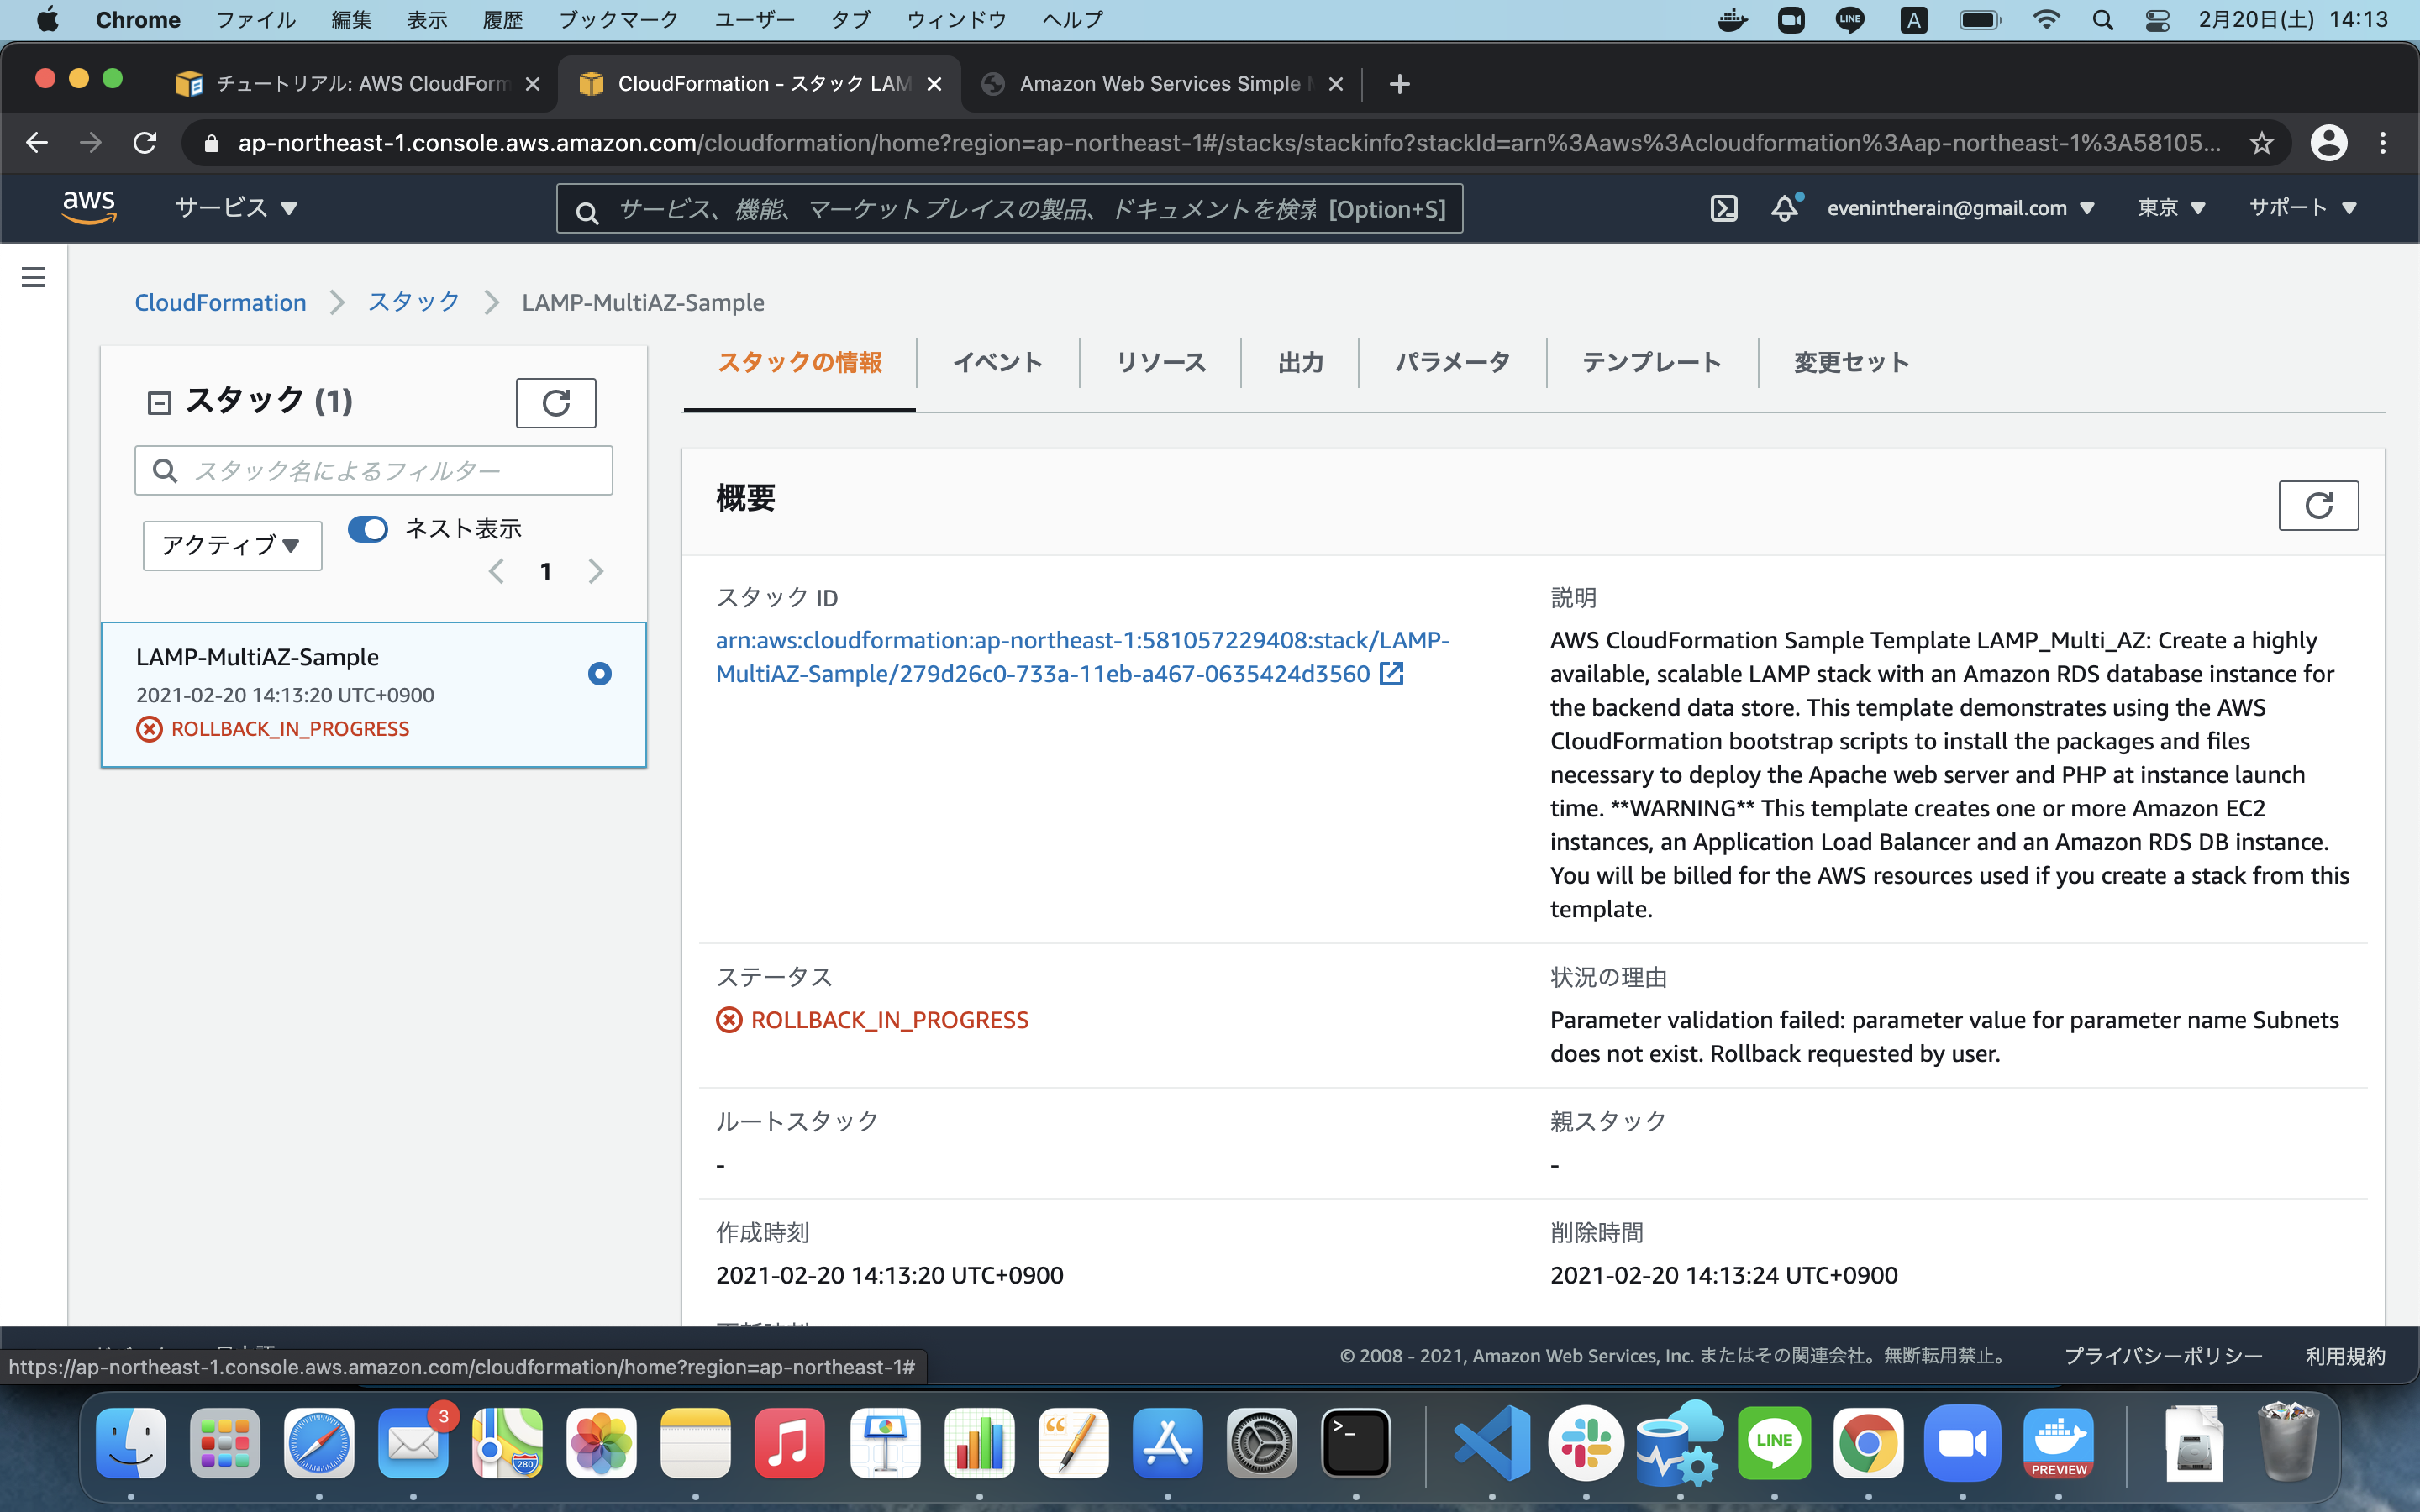 Chrome ファイル 編集 表示 履歴 ブックマーク ユーザー タブ ウィンドウ ヘルプ
LINE A 2月20日(土) 14:13
チュートリアル: AWS CloudForm
CloudFormation - スタック LAM
Amazon Web Services Simple
ap-northeast-1.console.aws.amazon.com/cloudformation/home?region=ap-northeast-1#/stacks/stackinfo?stackId=arn%3Aaws%3Acloudformation%3Aap-northeast-1%3A58105...
aws サービス サービス、機能、マーケットプレイスの製品、ドキュメントを検索 [Option+S] evenintherain@gmail.com 東京 サポート
CloudFormation スタック LAMP-MultiAZ-Sample
スタック (1)
スタック名によるフィルター
アクティブ
ネスト表示
1
LAMP-MultiAZ-Sample
2021-02-20 14:13:20 UTC+0900
ROLLBACK_IN_PROGRESS
スタックの情報 イベント リソース 出力 パラメータ テンプレート 変更セット
概要
スタック ID
arn:aws:cloudformation:ap-northeast-1:581057229408:stack/LAMP-
MultiAZ-Sample/279d26c0-733a-11eb-a467-0635424d3560
説明
AWS CloudFormation Sample Template LAMP_Multi_AZ: Create a highly
available, scalable LAMP stack with an Amazon RDS database instance for
the backend data store. This template demonstrates using the AWS
CloudFormation bootstrap scripts to install the packages and files
necessary to deploy the Apache web server and PHP at instance launch
time. **WARNING** This template creates one or more Amazon EC2
instances, an Application Load Balancer and an Amazon RDS DB instance.
You will be billed for the AWS resources used if you create a stack from this
template.
ステータス
ROLLBACK_IN_PROGRESS
状況の理由
Parameter validation failed: parameter value for parameter name Subnets
does not exist. Rollback requested by user.
ルートスタック
-
親スタック
-
作成時刻
2021-02-20 14:13:20 UTC+0900
削除時間
2021-02-20 14:13:24 UTC+0900
© 2008 - 2021, Amazon Web Services, Inc. またはその関連会社。無断転用禁止。 プライバシーポリシー 利用規約
https://ap-northeast-1.console.aws.amazon.com/cloudformation/home?region=ap-northeast-1#
3
280
LINE
PREVIEW